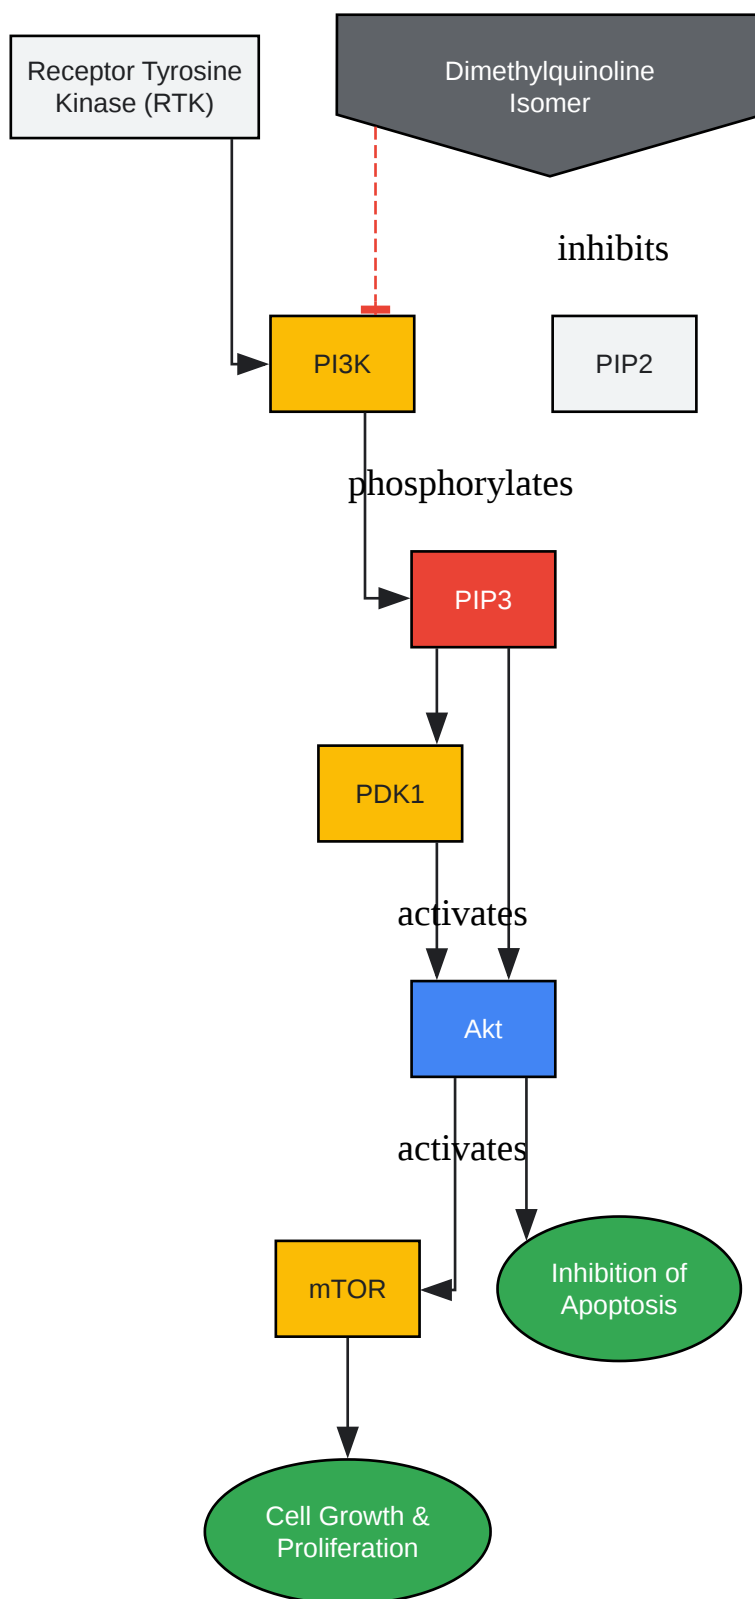 Receptor Tyrosine
Kinase (RTK)
Dimethylquinoline
Isomer
inhibits
PI3K
PIP2
phosphorylates
PIP3
PDK1
activates
Akt
activates
mTOR
Inhibition of
Apoptosis
Cell Growth &
Proliferation